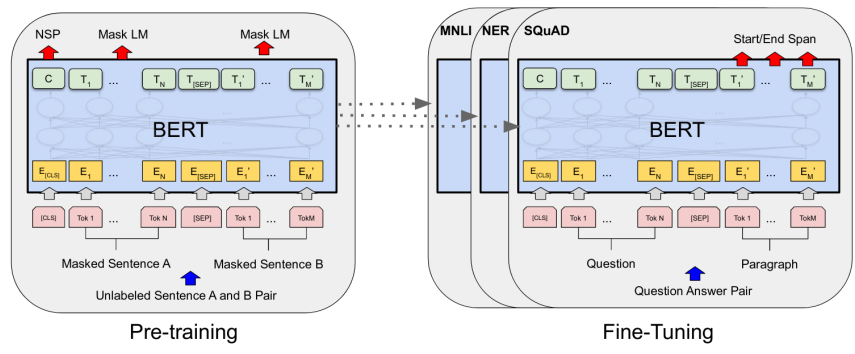 NSP Mask LM Mask LM
C T1 ... TN T[SEP] T1' ... TM'
BERT
E[CLS] E1 ... EN E[SEP] E1' ... EM'
[CLS] Tok 1 ... Tok N [SEP] Tok 1 ... TokM
Masked Sentence A Masked Sentence B
Unlabeled Sentence A and B Pair
Pre-training
MNLI NER SQuAD
Start/End Span
C T1 ... TN T[SEP] T1' ... TM'
BERT
E[CLS] E1 ... EN E[SEP] E1' ... EM'
[CLS] Tok 1 ... Tok N [SEP] Tok 1 ... TokM
Question Paragraph
Question Answer Pair
Fine-Tuning